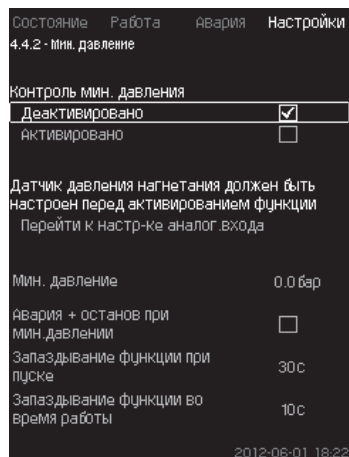 Состояние Работа Авария Настройки
4.4.2 - Мин. давление
Контроль мин. давления
Деактивировано
Активировано
Датчик давления нагнетания должен быть
настроен перед активированием функции
Перейти к настр-ке аналог.входа
Мин. давление 0.0 бар
Авария + останов при
мин.давлении
Запаздывание функции при
пуске 30с
Запаздывание функции во
время работы 10с
2012-06-01 18:22